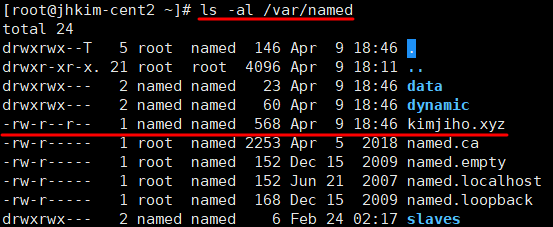 [root@jhkim-cent2 ~]# ls -al /var/named
total 24
drwxrwx--T   5 root  named  146 Apr  9 18:46 .
drwxr-xr-x. 21 root  root  4096 Apr  9 18:11 ..
drwxrwx---   2 named named   23 Apr  9 18:46 data
drwxrwx---   2 named named   60 Apr  9 18:46 dynamic
-rw-r--r--   1 named named  568 Apr  9 18:46 kimjiho.xyz
-rw-r-----   1 root  named 2253 Apr  5  2018 named.ca
-rw-r-----   1 root  named  152 Dec 15  2009 named.empty
-rw-r-----   1 root  named  152 Jun 21  2007 named.localhost
-rw-r-----   1 root  named  168 Dec 15  2009 named.loopback
drwxrwx---   2 named named    6 Feb 24 02:17 slaves